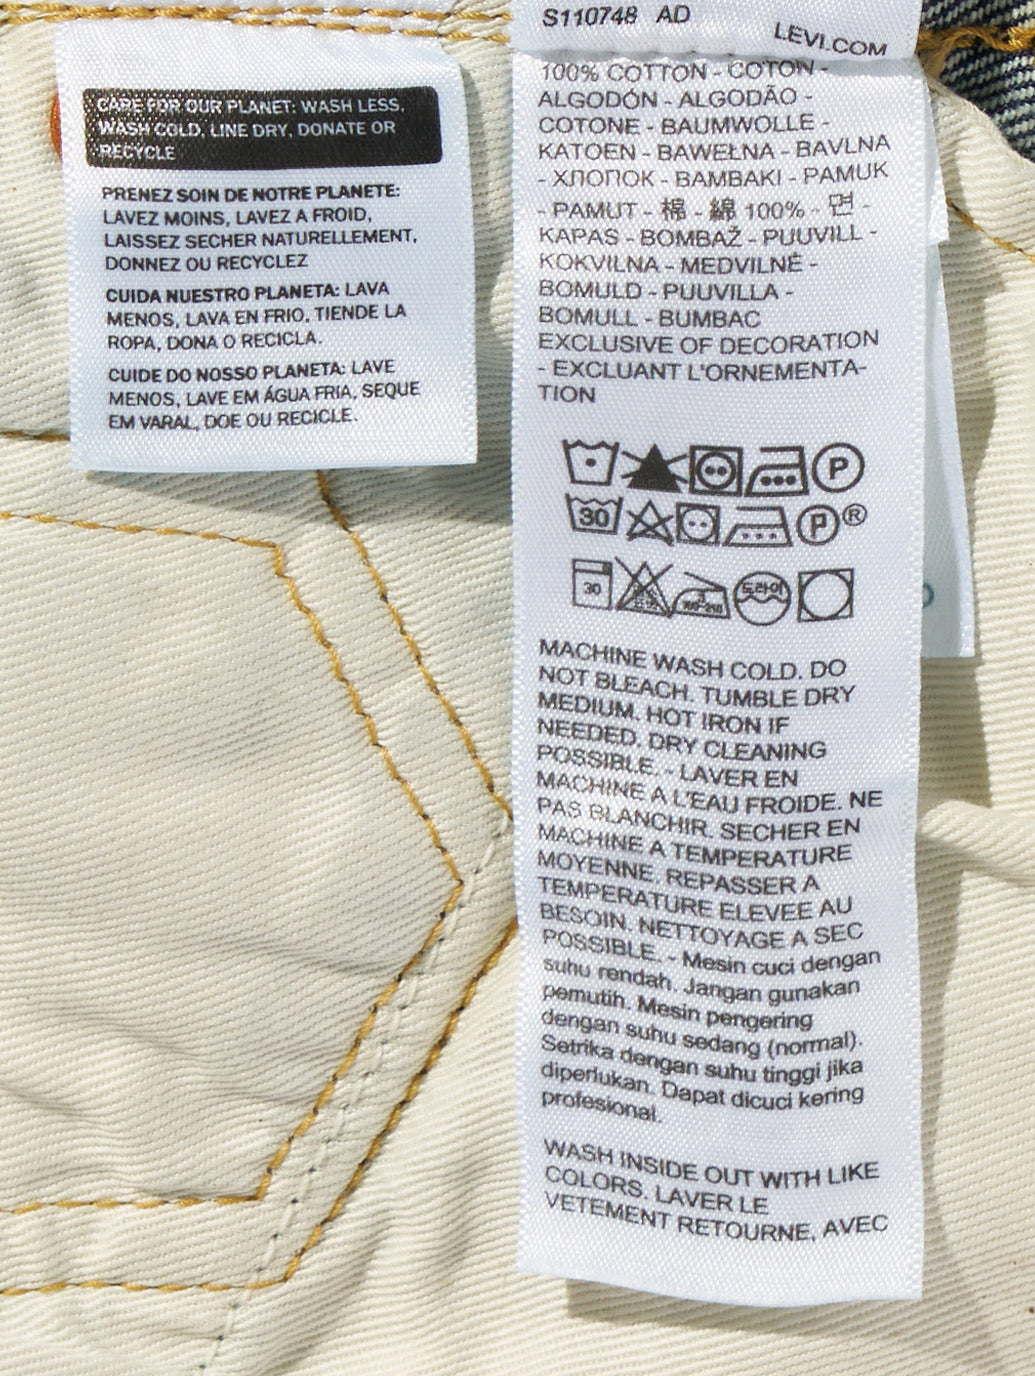 CARE FOR OUR PLANET: WASH LESS,
WASH COLD, LINE DRY, DONATE OR
RECYCLE
PRENEZ SOIN DE NOTRE PLANETE:
LAVEZ MOINS, LAVEZ A FROID,
LAISSEZ SECHER NATURELLEMENT,
DONNEZ OU RECYCLEZ
CUIDA NUESTRO PLANETA: LAVA
MENOS, LAVA EN FRIO, TIENDE LA
ROPA, DONA O RECICLA.
CUIDE DO NOSSO PLANETA: LAVE
MENOS, LAVE EM ÁGUA FRIA, SEQUE
EM VARAL, DOE OU RECICLE.
S110748 AD
LEVI.COM
100% COTTON - COTON -
ALGODÓN - ALGODÃO -
COTONE - BAUMWOLLE -
KATOEN - BAWEŁNA - BAVLNA
- ХЛОПОК - BAMBAKI - PAMUK
- PAMUT - 棉 - 綿 100% - 면 -
KAPAS - BOMBAŽ - PUUVILL -
KOKVILNA - MEDVILNĖ -
BOMULD - PUUVILLA -
BOMULL - BUMBAC
EXCLUSIVE OF DECORATION
- EXCLUANT L'ORNEMENTA-
TION
P
30 P®
30 3 180-210 드라이
MACHINE WASH COLD. DO
NOT BLEACH. TUMBLE DRY
MEDIUM. HOT IRON IF
NEEDED. DRY CLEANING
POSSIBLE. - LAVER EN
MACHINE A L'EAU FROIDE. NE
PAS BLANCHIR. SECHER EN
MACHINE A TEMPERATURE
MOYENNE. REPASSER A
TEMPERATURE ELEVEE AU
BESOIN. NETTOYAGE A SEC
POSSIBLE. - Mesin cuci dengan
suhu rendah. Jangan gunakan
pemutih. Mesin pengering
dengan suhu sedang (normal).
Setrika dengan suhu tinggi jika
diperlukan. Dapat dicuci kering
profesional.
WASH INSIDE OUT WITH LIKE
COLORS. LAVER LE
VETEMENT RETOURNE, AVEC